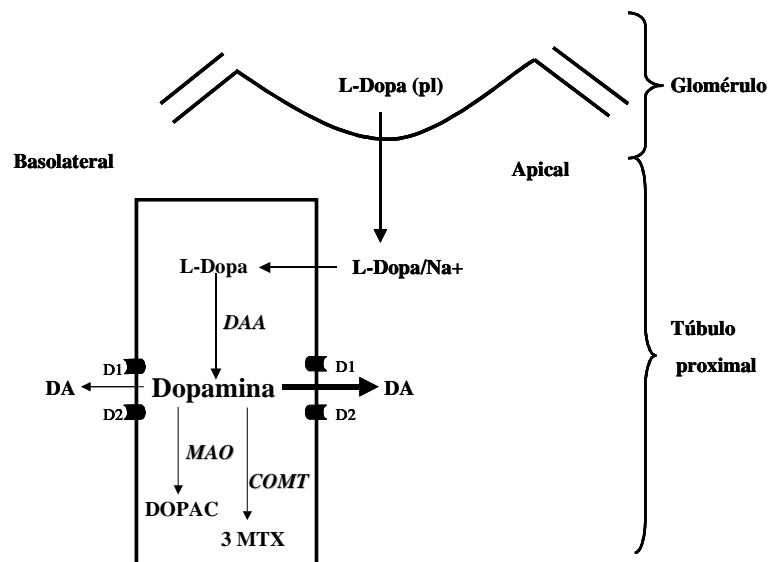 L-Dopa (pl)
Glomérulo
Basolateral
Apical
L-Dopa
L-Dopa/Na+
DAA
Túbulo
proximal
D1
D1
DA
Dopamina
DA
D2
D2
MAO
COMT
DOPAC
3 MTX